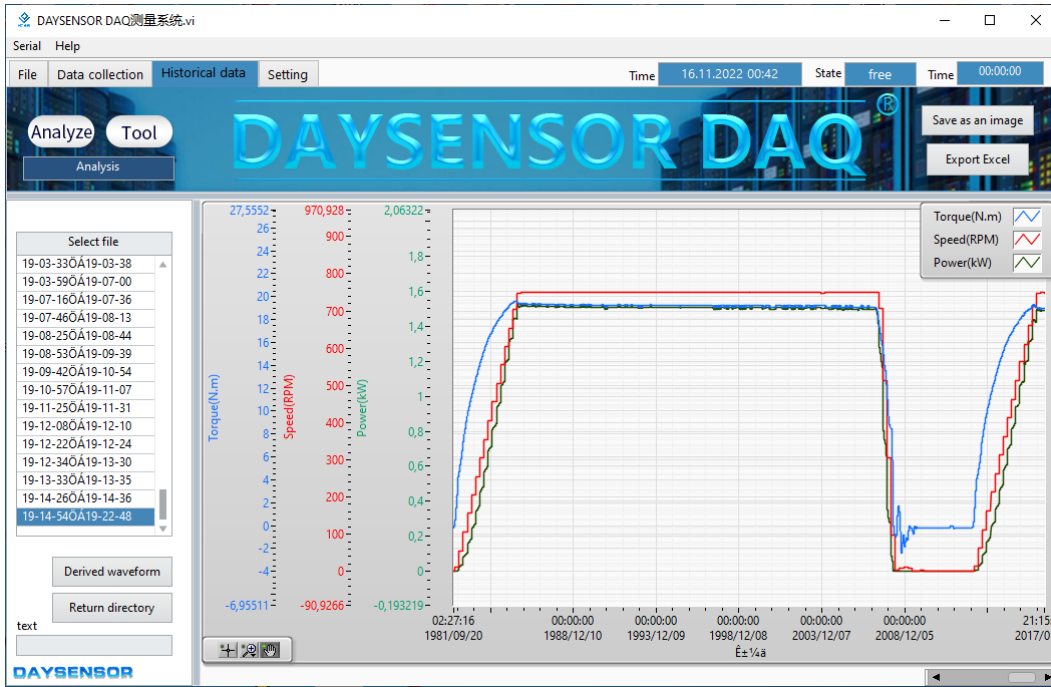 DAYSENSOR DAQ测量系统.vi
Serial Help
File Data collection Historical data Setting Time 16.11.2022 00:42 State free Time 00:00:00
Analyze Tool
Analysis
DAYSENSOR DAQ®
Save as an image
Export Excel
Select file
19-03-33ÖÁ19-03-38
19-03-59ÖÁ19-07-00
19-07-16ÖÁ19-07-36
19-07-46ÖÁ19-08-13
19-08-25ÖÁ19-08-44
19-08-53ÖÁ19-09-39
19-09-42ÖÁ19-10-54
19-10-57ÖÁ19-11-07
19-11-25ÖÁ19-11-31
19-12-08ÖÁ19-12-10
19-12-22ÖÁ19-12-24
19-12-34ÖÁ19-13-30
19-13-33ÖÁ19-13-35
19-14-26ÖÁ19-14-36
19-14-54ÖÁ19-22-48
Derived waveform
Return directory
text
DAYSENSOR
Torque(N.m)
27,5552
26
24
22
20
18
16
14
12
10
8
6
4
2
0
-2
-4
-6,95511
Speed(RPM)
970,928
900
800
700
600
500
400
300
200
100
0
-90,9266
Power(kW)
2,06322
1,8
1,6
1,4
1,2
1
0,8
0,6
0,4
0,2
0
-0,193219
Torque(N.m)
Speed(RPM)
Power(kW)
02:27:16 00:00:00 00:00:00 00:00:00 00:00:00 00:00:00 21:15:
1981/09/20 1988/12/10 1993/12/09 1998/12/08 2003/12/07 2008/12/05 2017/0
Ê±¼ä